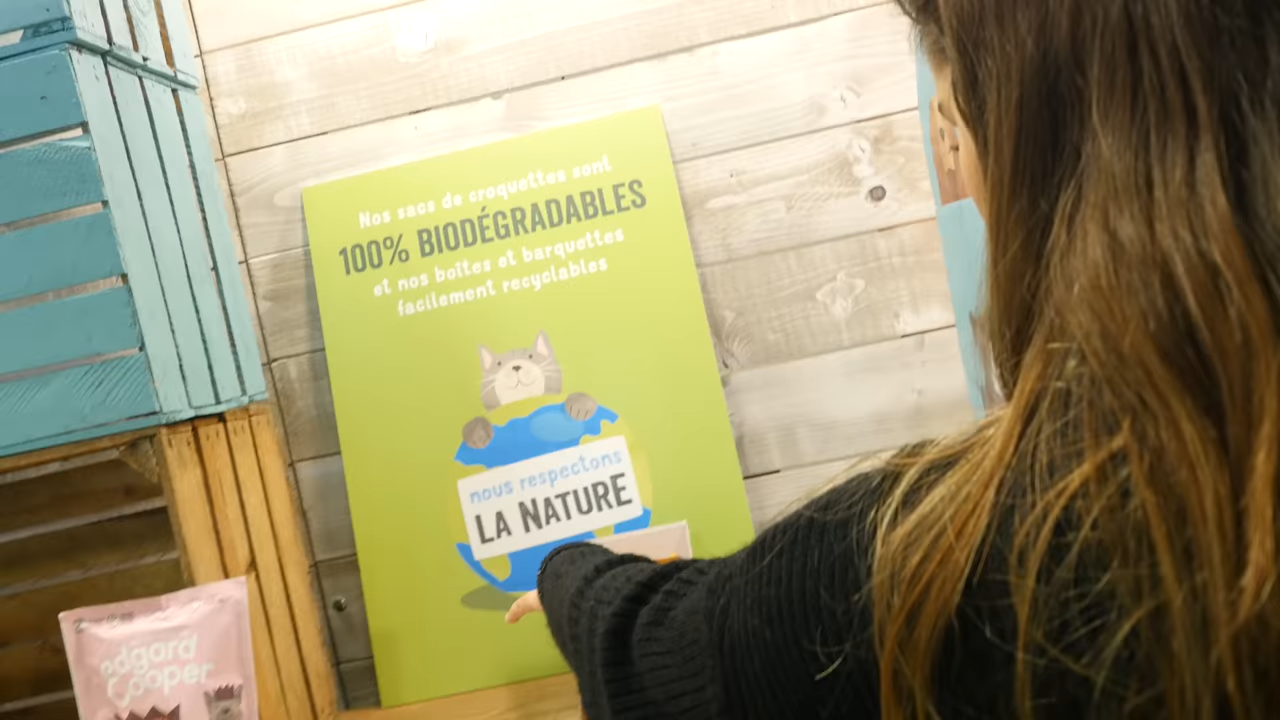 Nos sacs de croquettes sont
100% BIODÉGRADABLES
et nos boîtes et barquettes
facilement recyclables
nous respectons
LA NATURE
edgard
Cooper